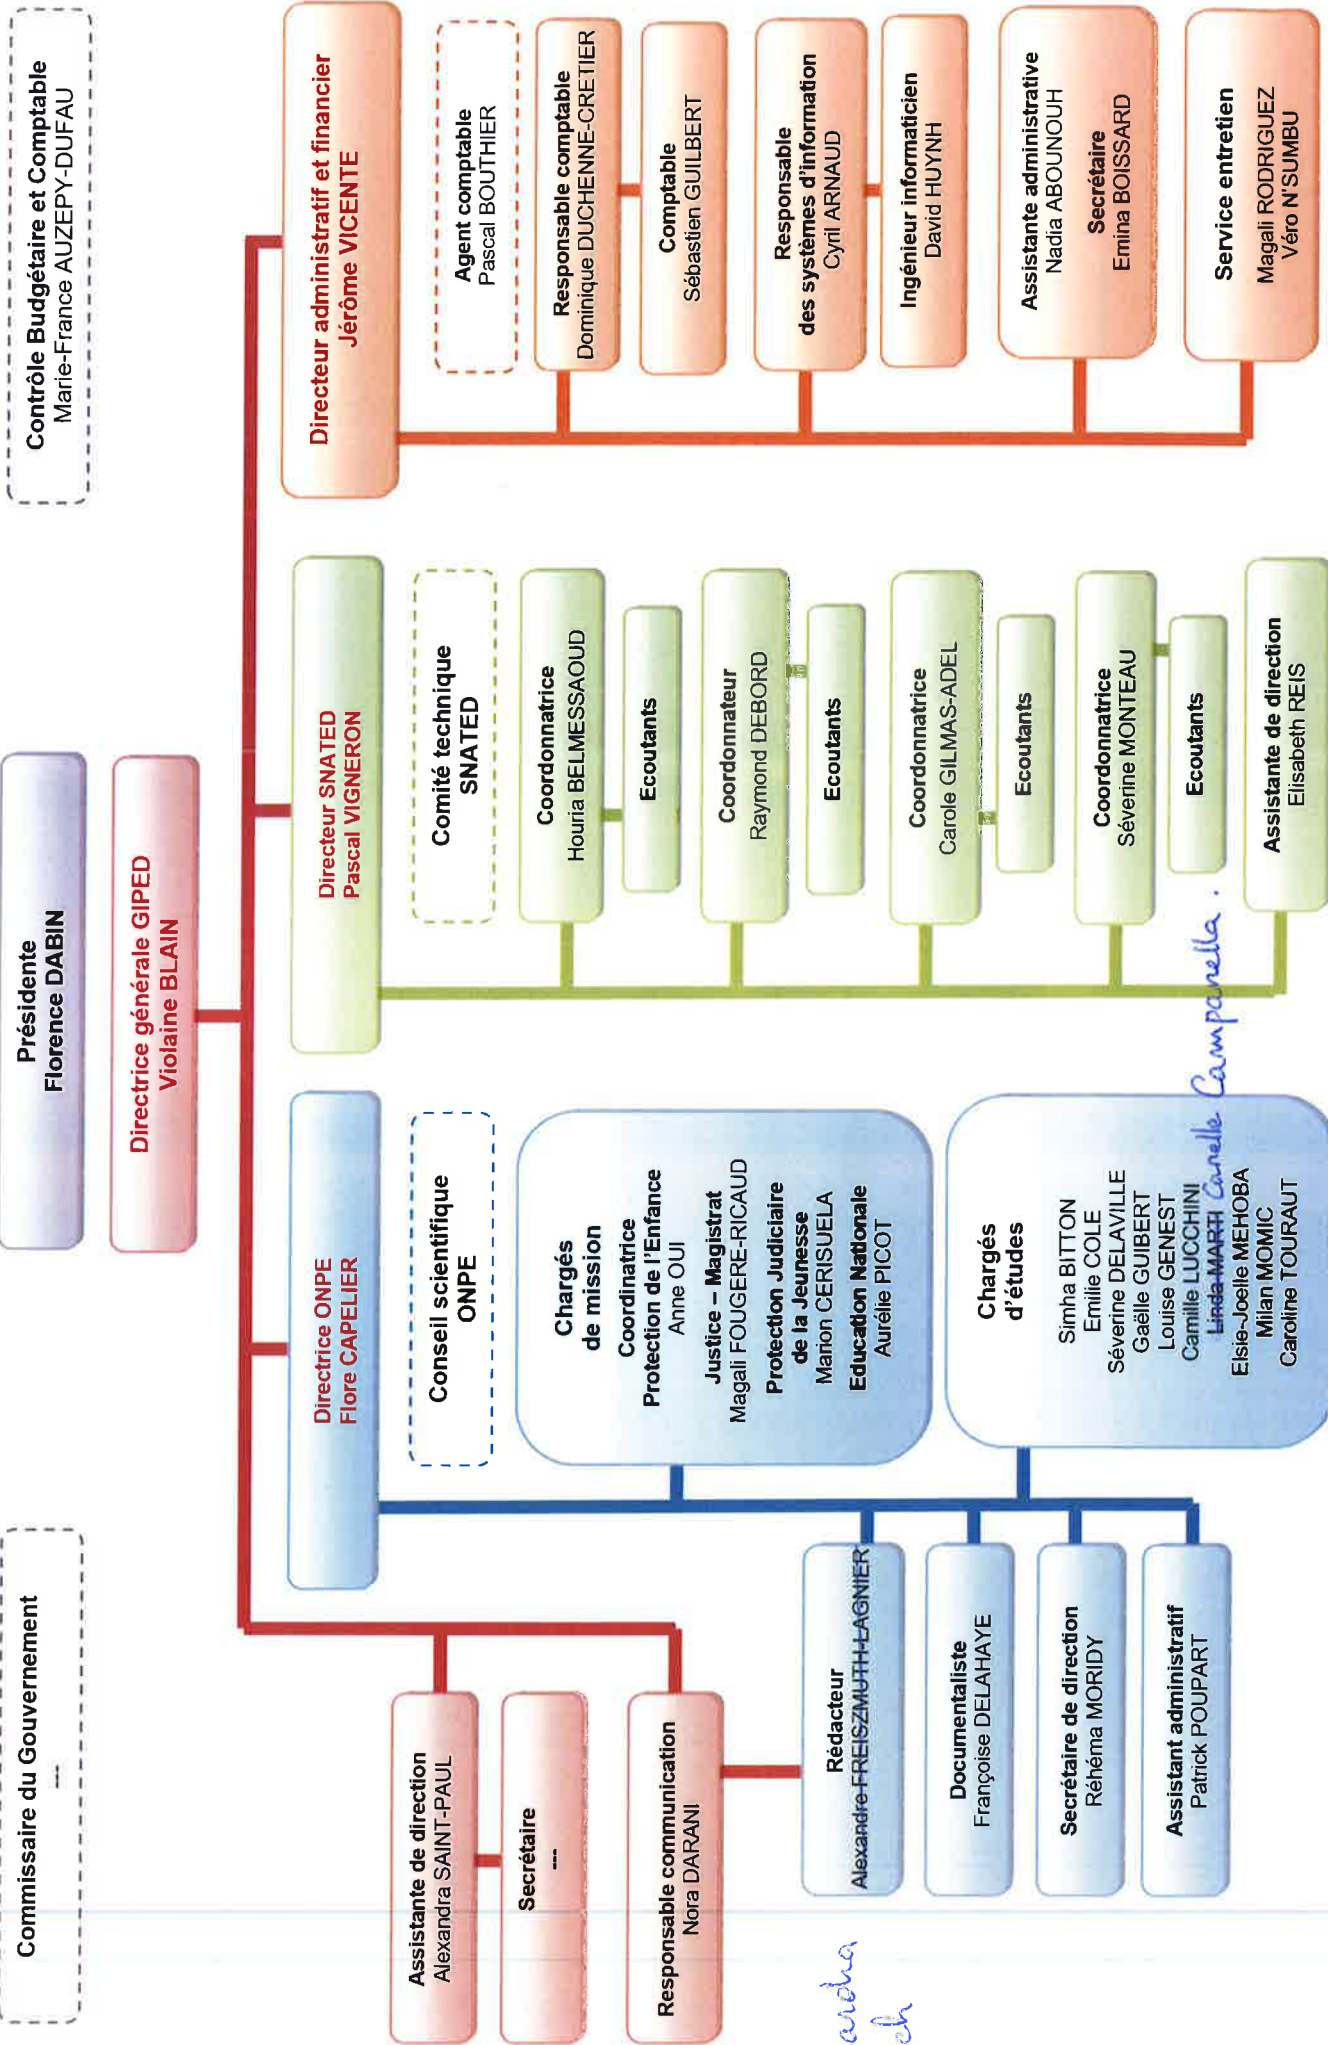 Commissaire du Gouvernement
---
Présidente
Florence DABIN
Contrôle Budgétaire et Comptable
Marie-France AUZEPY-DUFAU
Directrice générale GIPED
Violaine BLAIN
Directrice ONPE
Flore CAPELIER
Directeur SNATED
Pascal VIGNERON
Directeur administratif et financier
Jérôme VICENTE
Assistante de direction
Alexandra SAINT-PAUL
Secrétaire
---
Responsable communication
Nora DARANI
Conseil scientifique
ONPE
Chargés
de mission
Coordinatrice
Protection de l'Enfance
Anne OUI
Justice – Magistrat
Magali FOUGERE-RICAUD
Protection Judiciaire
de la Jeunesse
Marion CERISUELA
Education Nationale
Aurélie PICOT
Chargés
d'études
Simha BITTON
Emilie COLE
Séverine DELAVILLE
Gaëlle GUIBERT
Louise GENEST
Camille LUCCHINI
Linda MARTI Canelle Campanella.
Elsie-Joelle MEHOBA
Milan MOMIC
Caroline TOURAUT
Rédacteur
Alexandre FREISZMUTH-LAGNIER
Documentaliste
Françoise DELAHAYE
Secrétaire de direction
Réhéma MORIDY
Assistant administratif
Patrick POUPART
Comité technique
SNATED
Coordonnatrice
Houria BELMESSAOUD
Ecoutants
Coordonnateur
Raymond DEBORD
Ecoutants
Coordonnatrice
Carole GILMAS-ADEL
Ecoutants
Coordonnatrice
Séverine MONTEAU
Ecoutants
Assistante de direction
Elisabeth REIS
Agent comptable
Pascal BOUTHIER
Responsable comptable
Dominique DUCHENNE-CRETIER
Comptable
Sébastien GUILBERT
Responsable
des systèmes d'information
Cyril ARNAUD
Ingénieur informaticien
David HUYNH
Assistante administrative
Nadia ABOUNOUH
Secrétaire
Emina BOISSARD
Service entretien
Magali RODRIGUEZ
Véro N'SUMBU